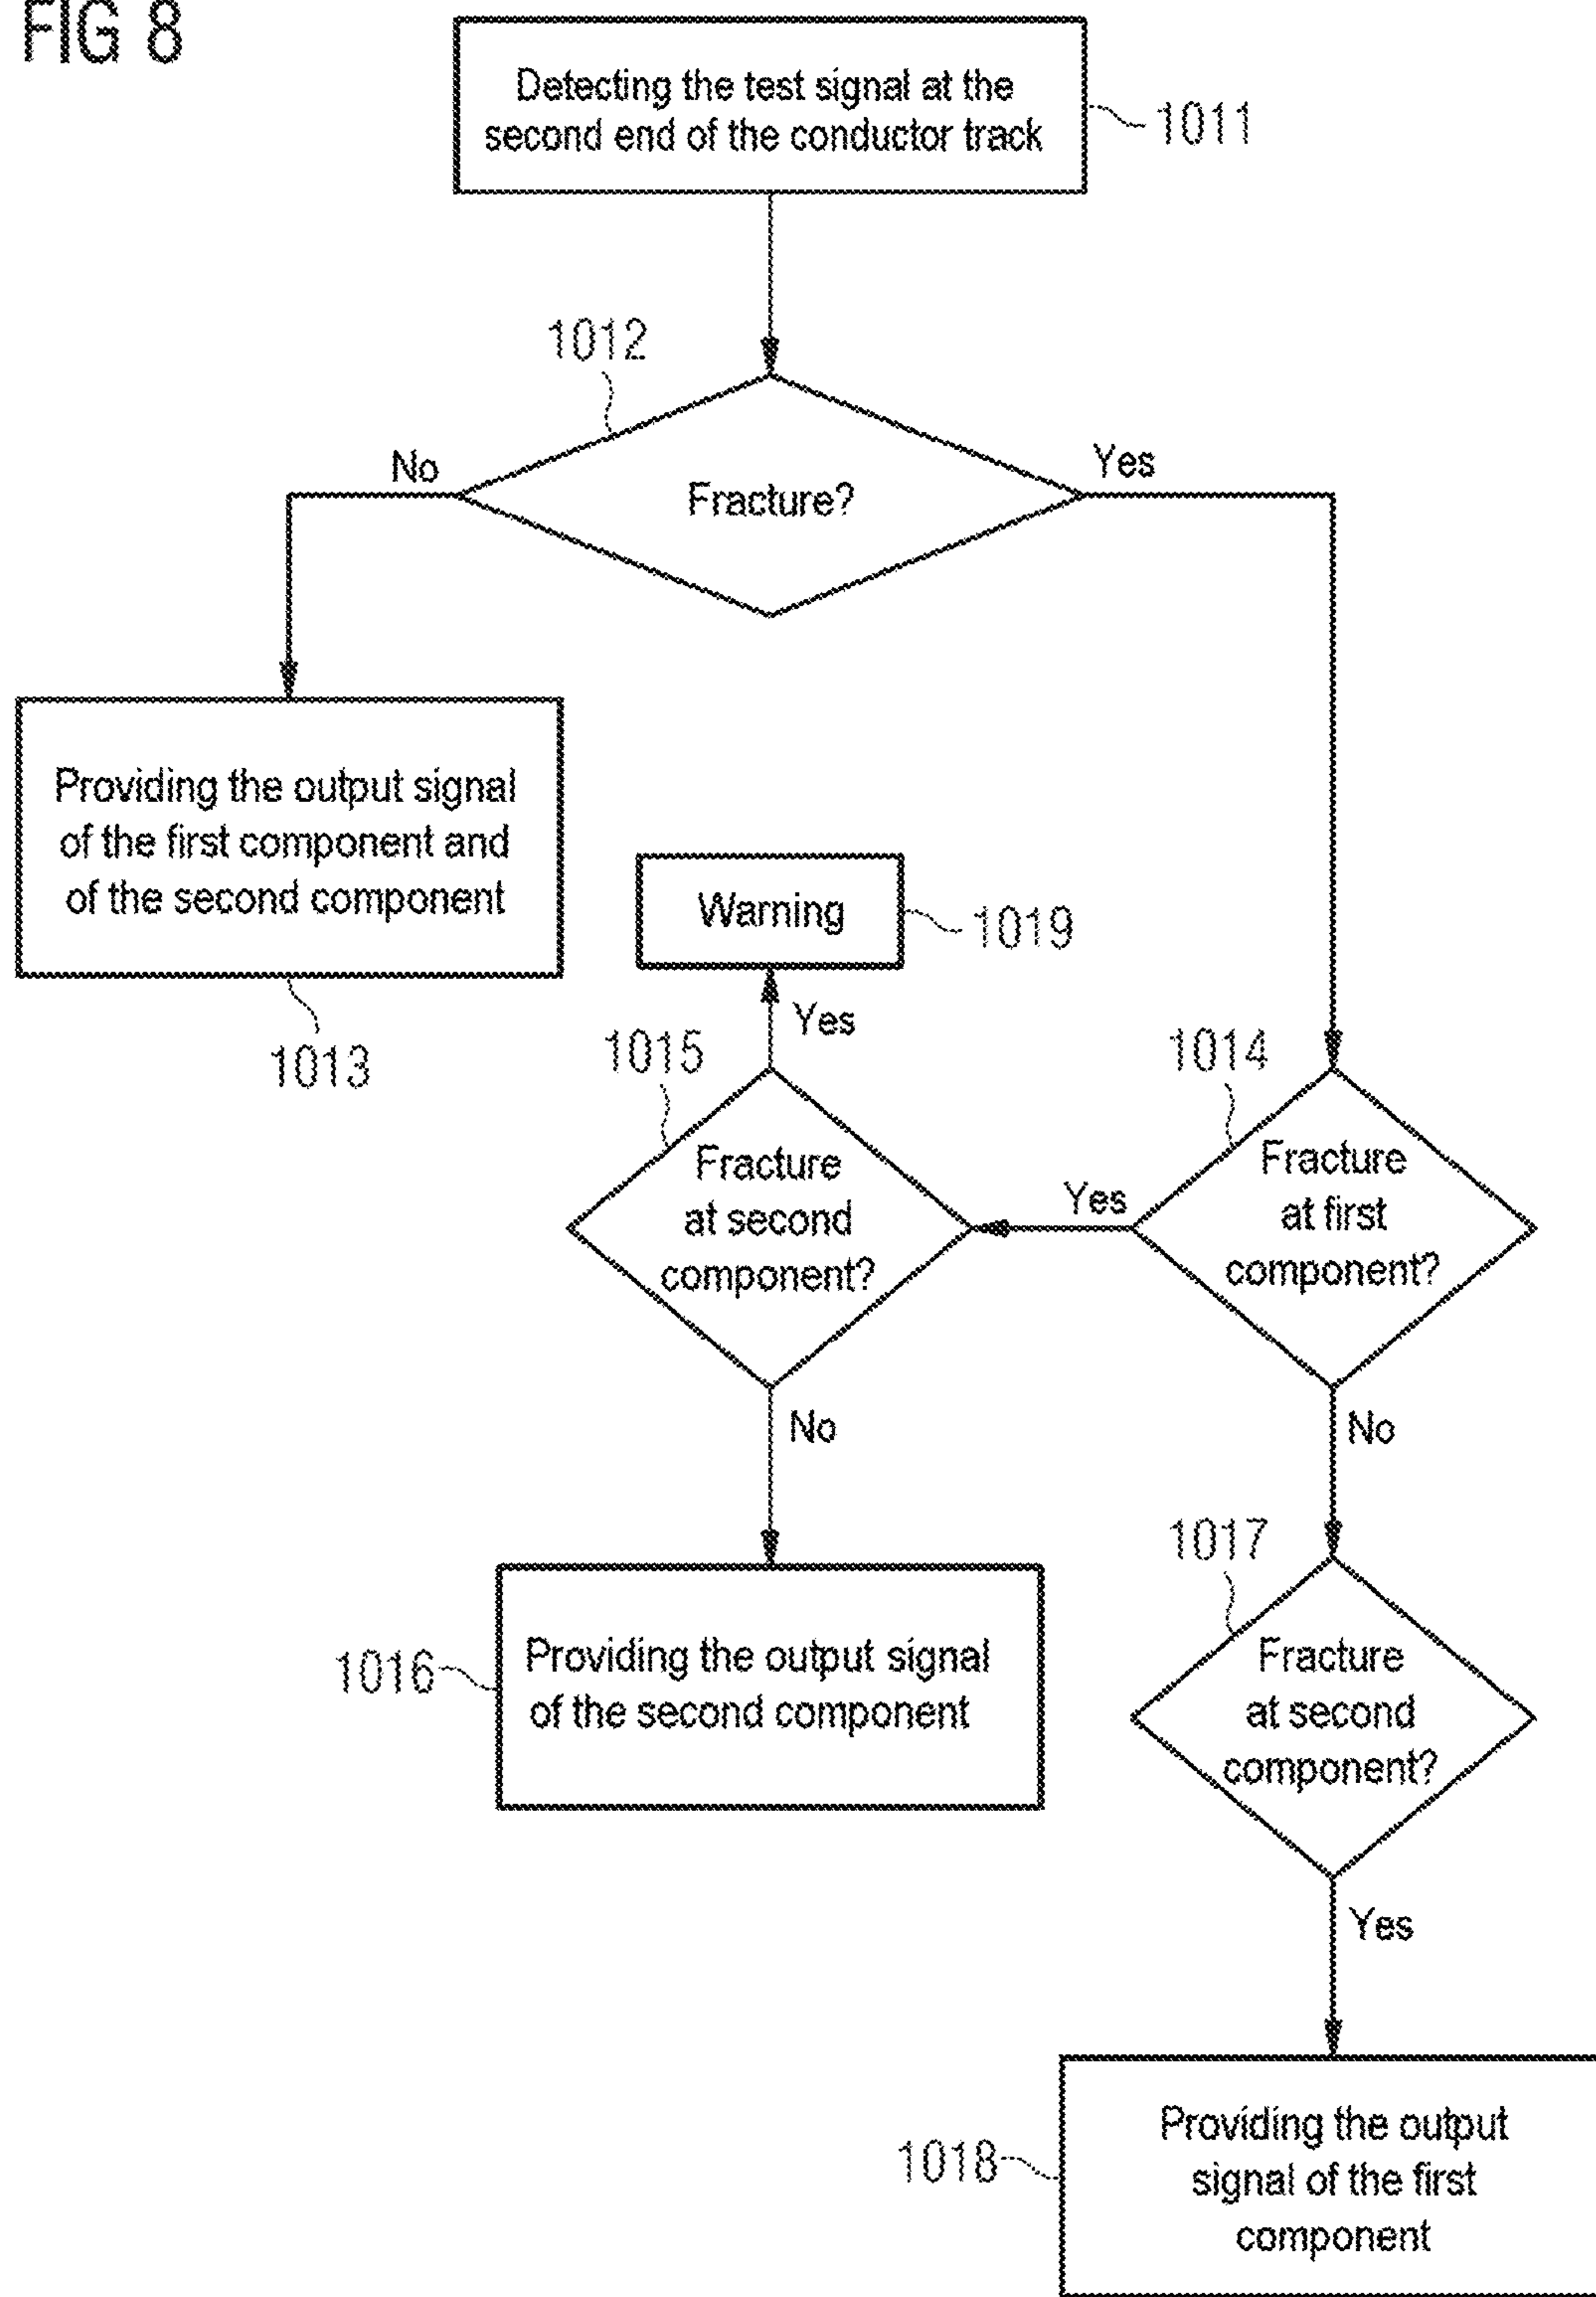 FIG 8
Detecting the test signal at the
second end of the conductor track
1011
1012
No
Yes
Fracture?
Providing the output signal
of the first component and
of the second component
1013
Warning
1019
Yes
1015
1014
Fracture
at second
component?
Yes
Fracture
at first
component?
No
No
1017
1016
Providing the output signal
of the second component
Fracture
at second
component?
Yes
1018
Providing the output
signal of the first
component